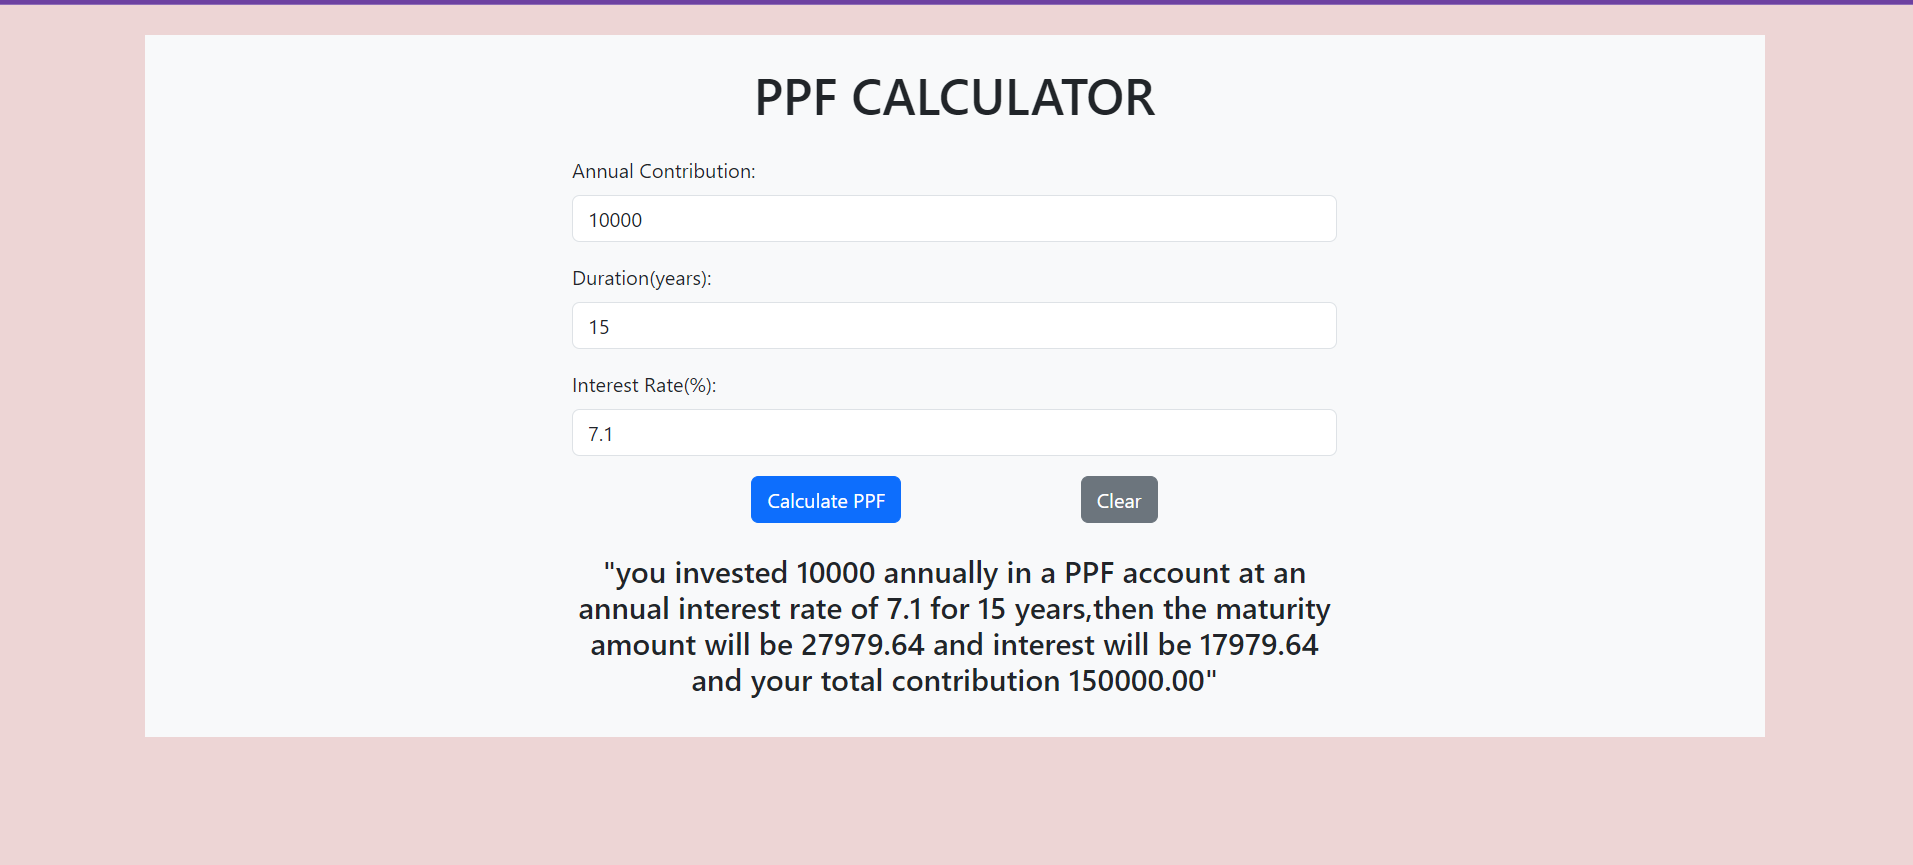 PPF CALCULATOR
Annual Contribution:
10000
Duration(years):
15
Interest Rate(%):
7.1
Calculate PPF
Clear
"you invested 10000 annually in a PPF account at an
annual interest rate of 7.1 for 15 years,then the maturity
amount will be 27979.64 and interest will be 17979.64
and your total contribution 150000.00"